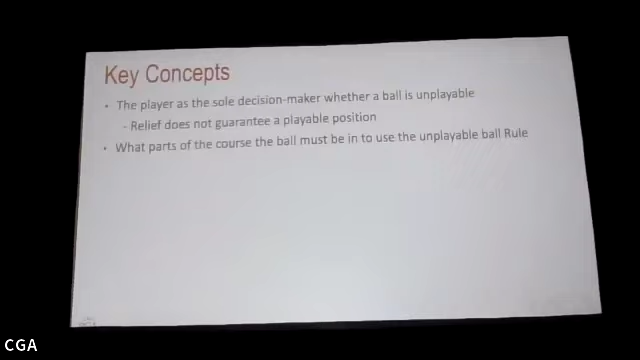 Key Concepts
• The player as the sole decision-maker whether a ball is unplayable
- Relief does not guarantee a playable position
• What parts of the course the ball must be in to use the unplayable ball Rule
CGA